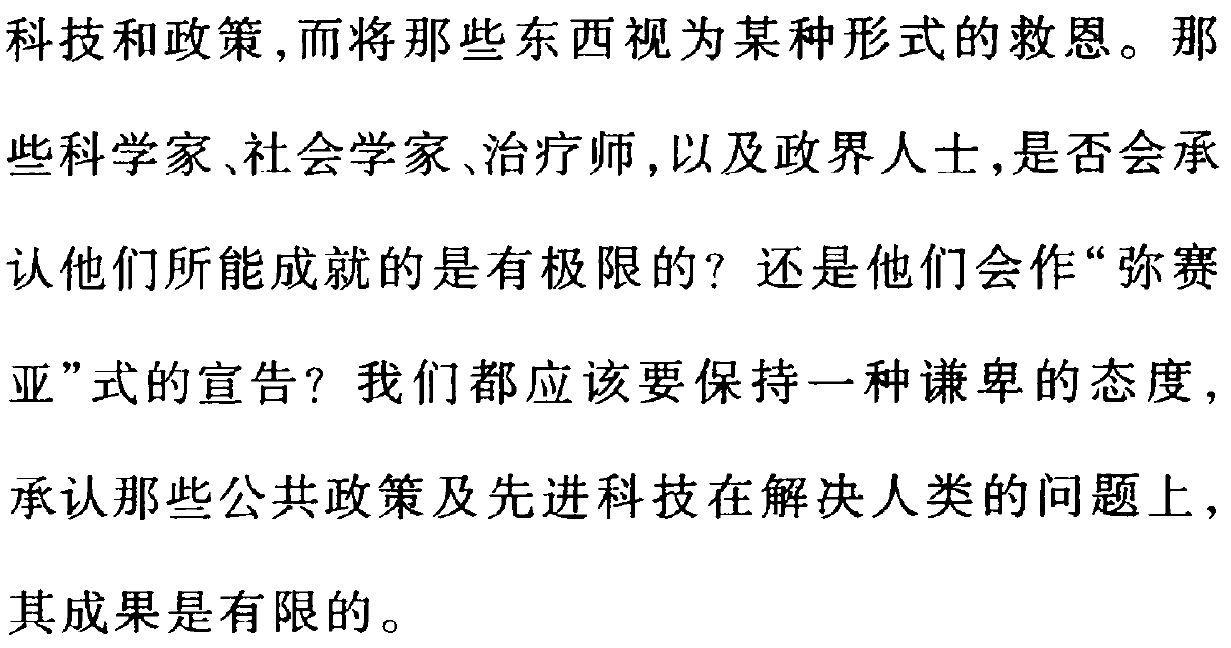 科技和政策,而将那些东西视为某种形式的救恩。那
些科学家、社会学家、治疗师,以及政界人士,是否会承
认他们所能成就的是有极限的?还是他们会作“弥赛
亚”式的宣告?我们都应该要保持一种谦卑的态度,
承认那些公共政策及先进科技在解决人类的问题上,
其成果是有限的。